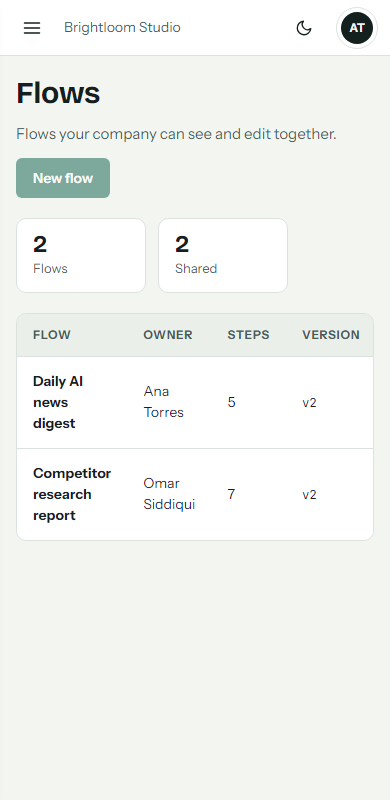 Brightloom Studio
AT
Flows
Flows your company can see and edit together.
New flow
2
Flows
2
Shared
FLOW OWNER STEPS VERSION
Daily AI
news
digest
Ana
Torres
5
v2
Competitor
research
report
Omar
Siddiqui
7
v2